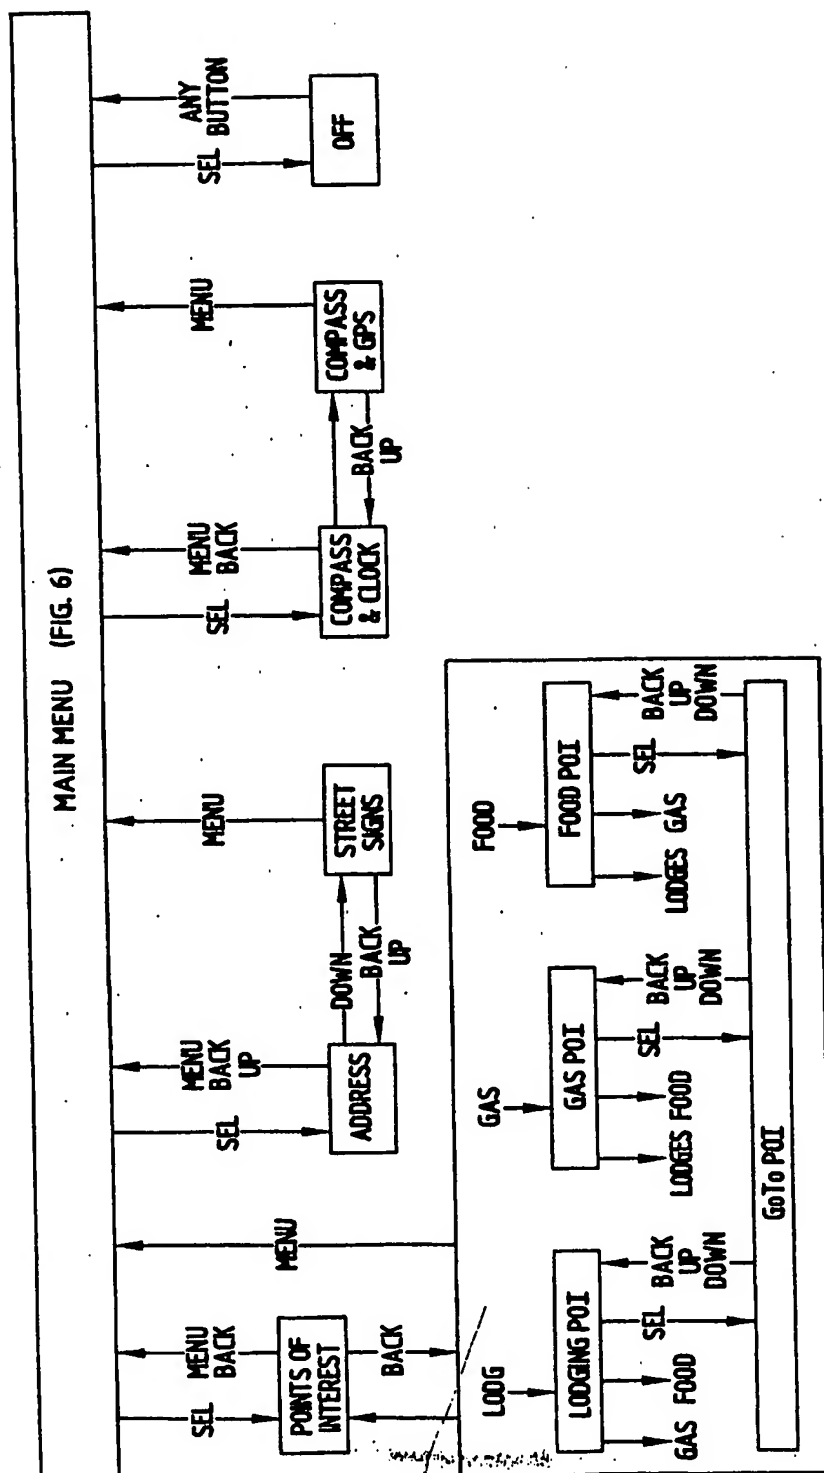 MAIN MENU (FIG. 6)
SEL
MENU
BACK
POINTS OF
INTEREST
BACK
MENU
SEL
MENU
BACK
UP
ADDRESS
DOWN
BACK
UP
STREET
SIGNS
MENU
SEL
MENU
BACK
COMPASS
& CLOCK
BACK
UP
COMPASS
& GPS
MENU
SEL
ANY
BUTTON
OFF
LODG
LODGING POI
GAS FOOD
SEL
BACK
UP
DOWN
GAS
GAS POI
LODGES FOOD
SEL
BACK
UP
DOWN
FOOD
FOOD POI
LODGES GAS
SEL
BACK
UP
DOWN
GoTo POI